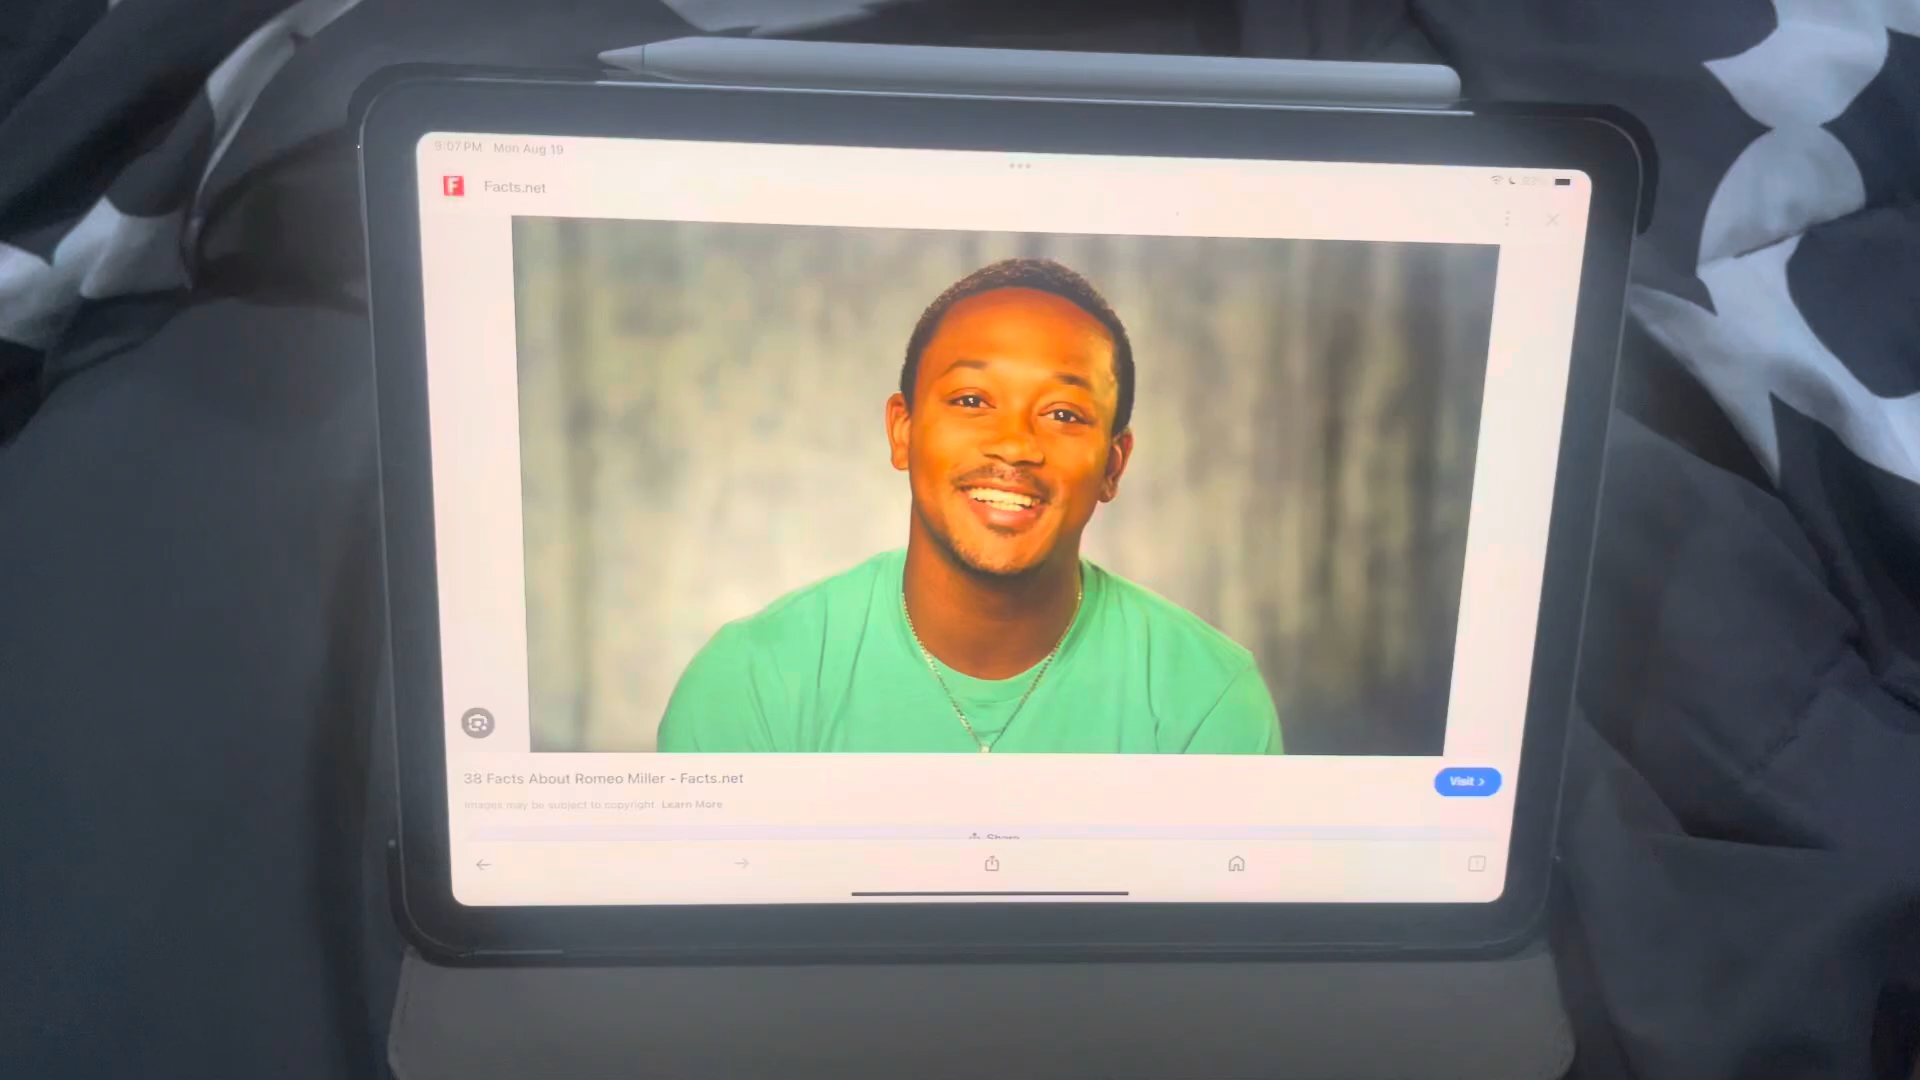 9:07 PM Mon Aug 19
F Facts.net
38 Facts About Romeo Miller - Facts.net
Visit >
Images may be subject to copyright. Learn More
Share